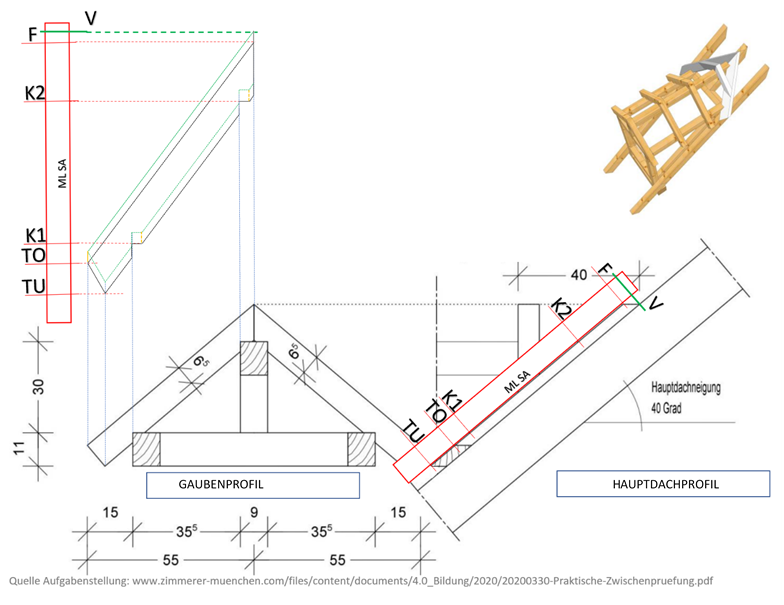 V
F
K2
ML SA
K1
TO
TU
40
F
V
K2
ML SA
K1
TO
TU
6⁵
6⁵
30
11
Hauptdachneigung
40 Grad
GAUBENPROFIL
HAUPTDACHPROFIL
15 9 15
35⁵ 35⁵
55 55
Quelle Aufgabenstellung: www.zimmerer-muenchen.com/files/content/documents/4.0_Bildung/2020/20200330-Praktische-Zwischenpruefung.pdf